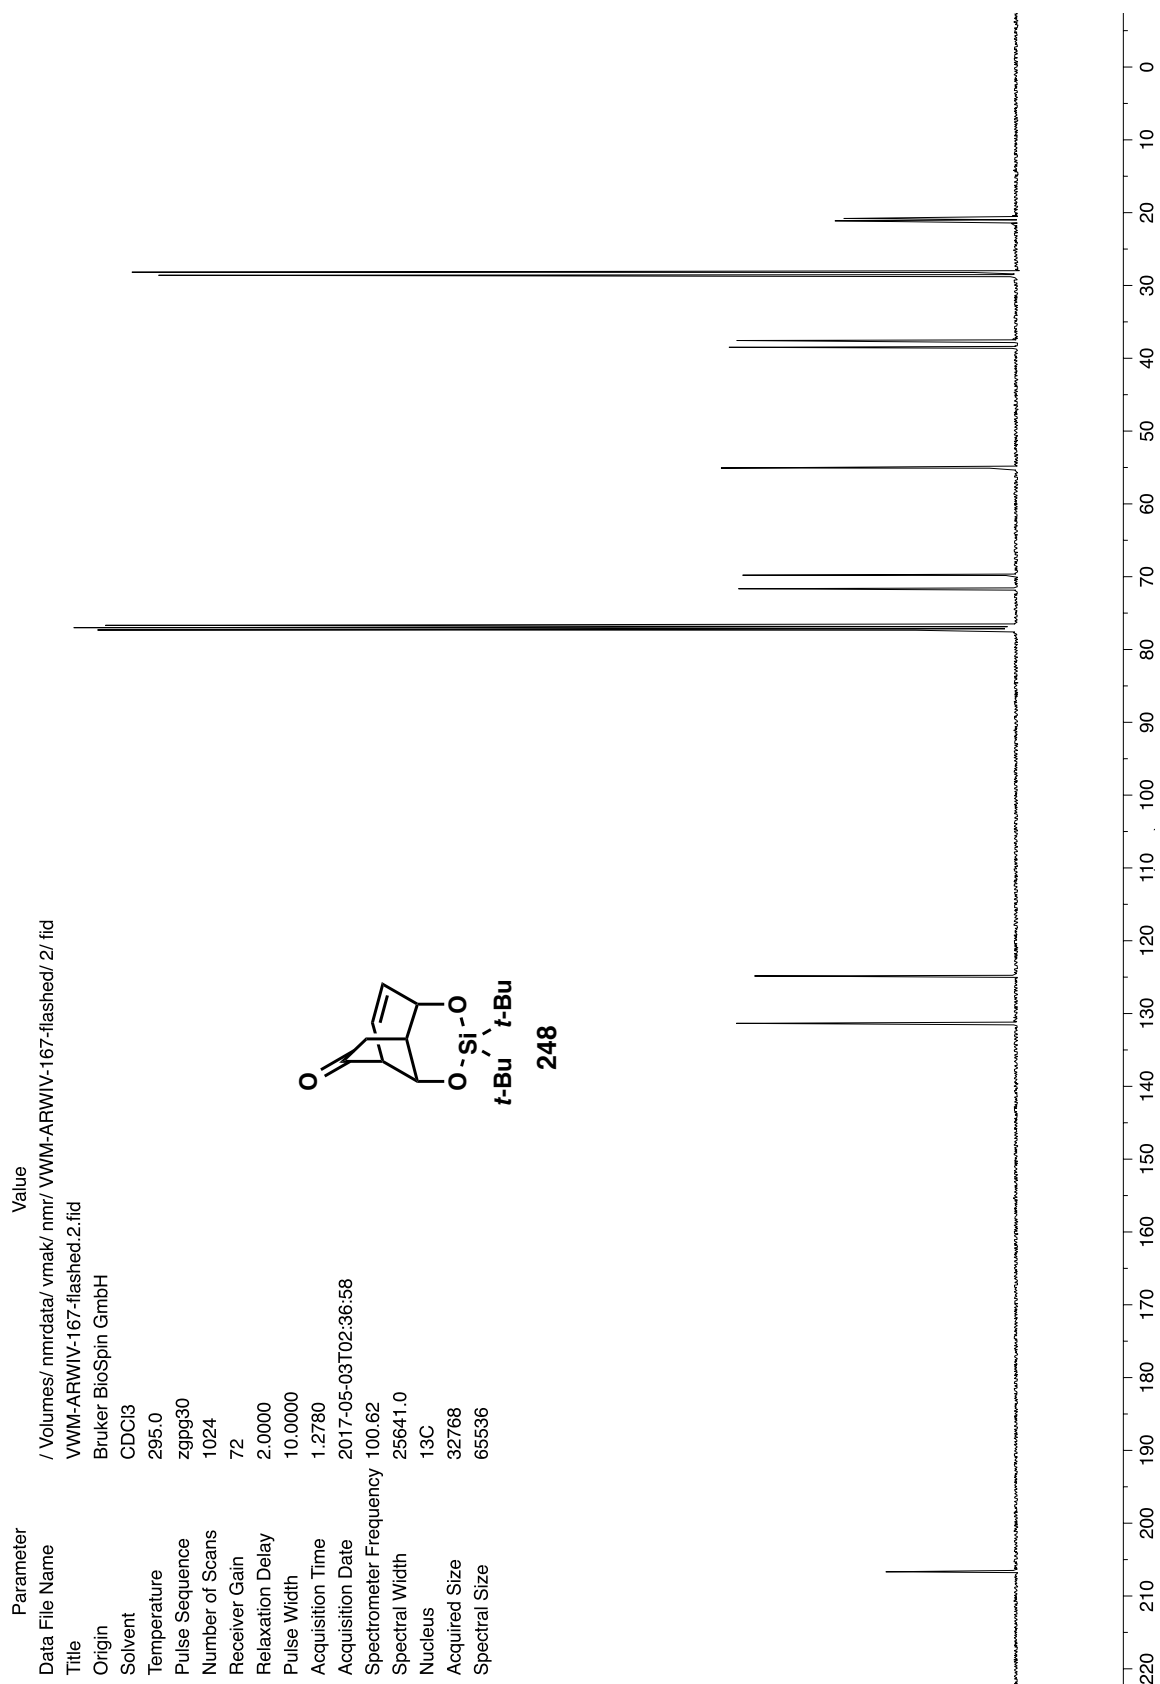 Parameter Value
Data File Name / Volumes/ nmrdata/ vmak/ nmr/ VWM-ARWIV-167-flashed/ 2/ fid
Title VWM-ARWIV-167-flashed.2.fid
Origin Bruker BioSpin GmbH
Solvent CDCl3
Temperature 295.0
Pulse Sequence zgpg30
Number of Scans 1024
Receiver Gain 72
Relaxation Delay 2.0000
Pulse Width 10.0000
Acquisition Time 1.2780
Acquisition Date 2017-05-03T02:36:58
Spectrometer Frequency 100.62
Spectral Width 25641.0
Nucleus 13C
Acquired Size 32768
Spectral Size 65536
O
O Si O
t-Bu t-Bu
248
220 210 200 190 180 170 160 150 140 130 120 110 100 90 80 70 60 50 40 30 20 10 0